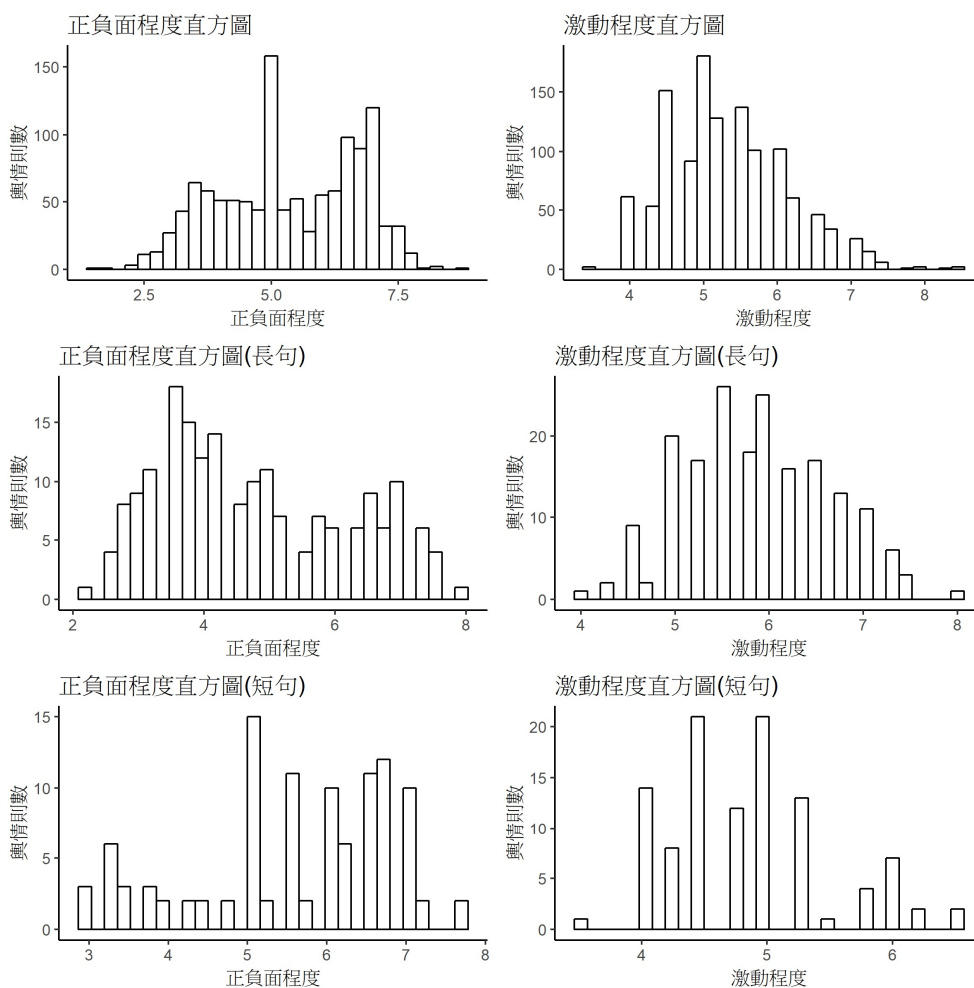 正負面程度直方圖
輿情則數
150
100
50
0
2.5
5.0
7.5
正負面程度
激動程度直方圖
輿情則數
150
100
50
0
4
5
6
7
8
激動程度
正負面程度直方圖(長句)
輿情則數
15
10
5
0
2
4
6
8
正負面程度
激動程度直方圖(長句)
輿情則數
20
10
0
4
5
6
7
8
激動程度
正負面程度直方圖(短句)
輿情則數
15
10
5
0
3
4
5
6
7
8
正負面程度
激動程度直方圖(短句)
輿情則數
20
15
10
5
0
4
5
6
激動程度